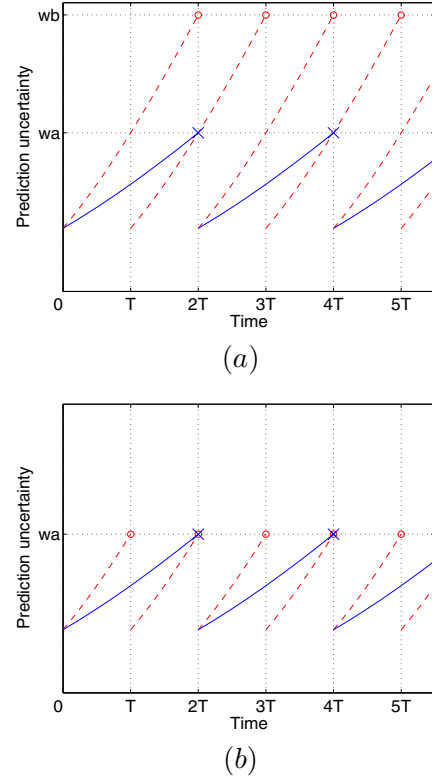 wb
wa
Prediction uncertainty
0 T 2T 3T 4T 5T
Time
(a)
wa
Prediction uncertainty
0 T 2T 3T 4T 5T
Time
(b)